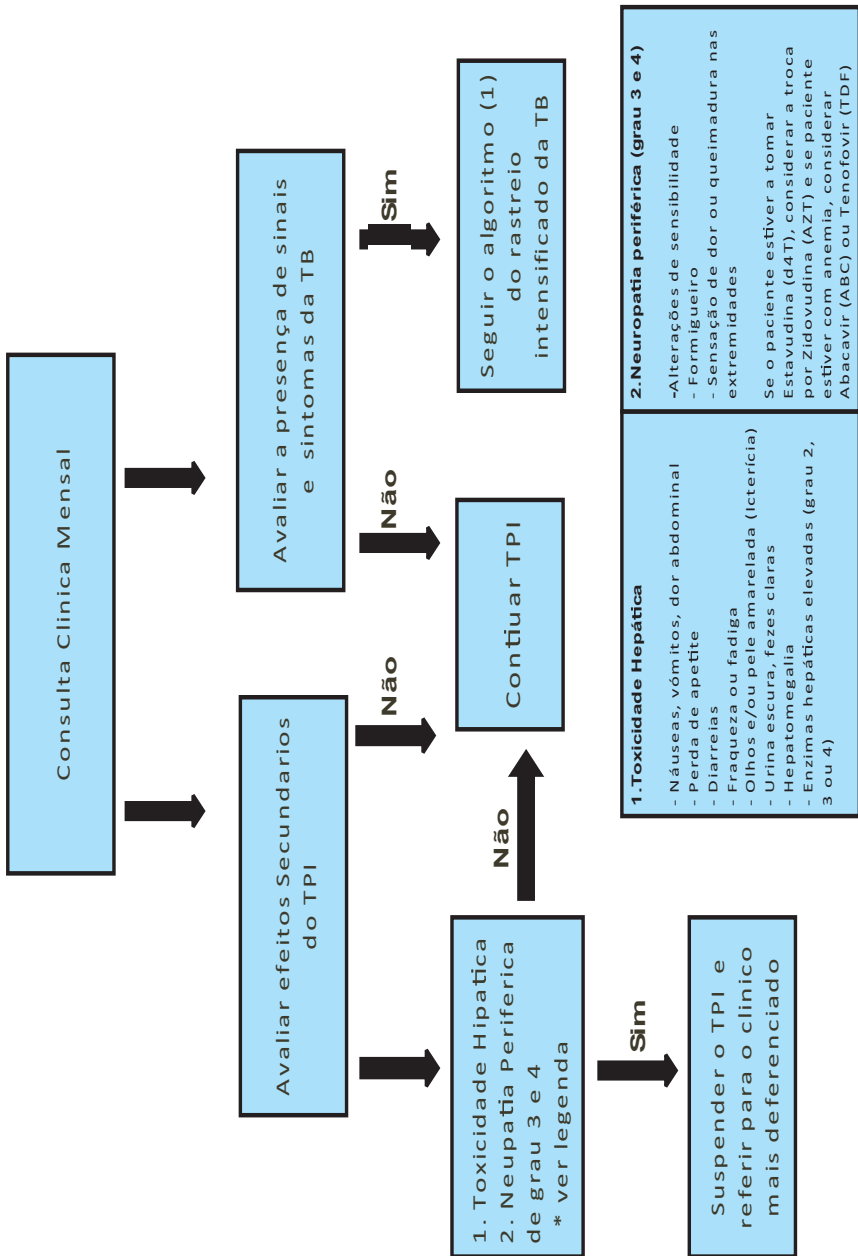 Consulta Clinica Mensal
Avaliar efeitos Secundarios
do TPI
Avaliar a presença de sinais
e sintomas da TB
Não
Não
Sim
1. Toxicidade Hipatica
2. Neupatia Periferica
de grau 3 e 4
* ver legenda
Não
Contiuar TPI
Seguir o algoritmo (1)
do rastreio
intensificado da TB
Sim
Suspender o TPI e
referir para o clinico
mais deferenciado
1.Toxicidade Hepática
- Náuseas, vómitos, dor abdominal
- Perda de apetite
- Diarreias
- Fraqueza ou fadiga
- Olhos e/ou pele amarelada (Icterícia)
- Urina escura, fezes claras
- Hepatomegalia
- Enzimas hepáticas elevadas (grau 2,
3 ou 4)
2.Neuropatia periférica (grau 3 e 4)
-Alterações de sensibilidade
- Formigueiro
- Sensação de dor ou queimadura nas
extremidades
Se o paciente estiver a tomar
Estavudina (d4T), considerar a troca
por Zidovudina (AZT) e se paciente
estiver com anemia, considerar
Abacavir (ABC) ou Tenofovir (TDF)